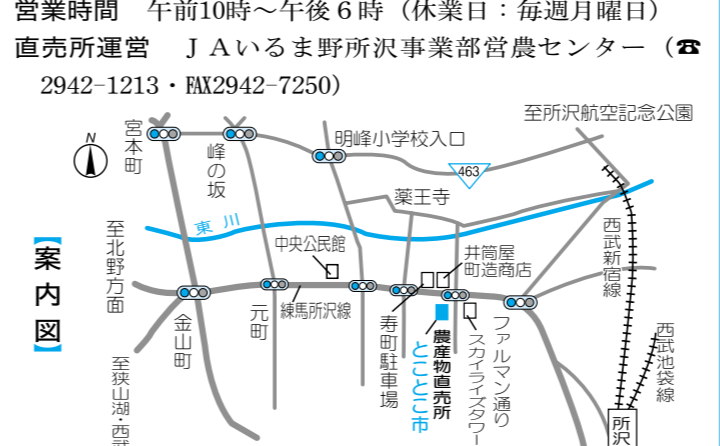 営業時間　午前10時〜午後６時（休業日：毎週月曜日）
直売所運営　ＪＡいるま野所沢事業部営農センター（☎
2942-1213・FAX2942-7250）
【案内図】
N
宮本町
峰の坂
明峰小学校入口
至所沢航空記念公園
463
薬王寺
東川
至北野方面
中央公民館
井筒屋
町造商店
西武新宿線
金山町
元町
練馬所沢線
寿町駐車場
農産物直売所
とことこ市
スカイライズタワー
ファルマン通り
西武池袋線
至狭山湖・西武
所沢